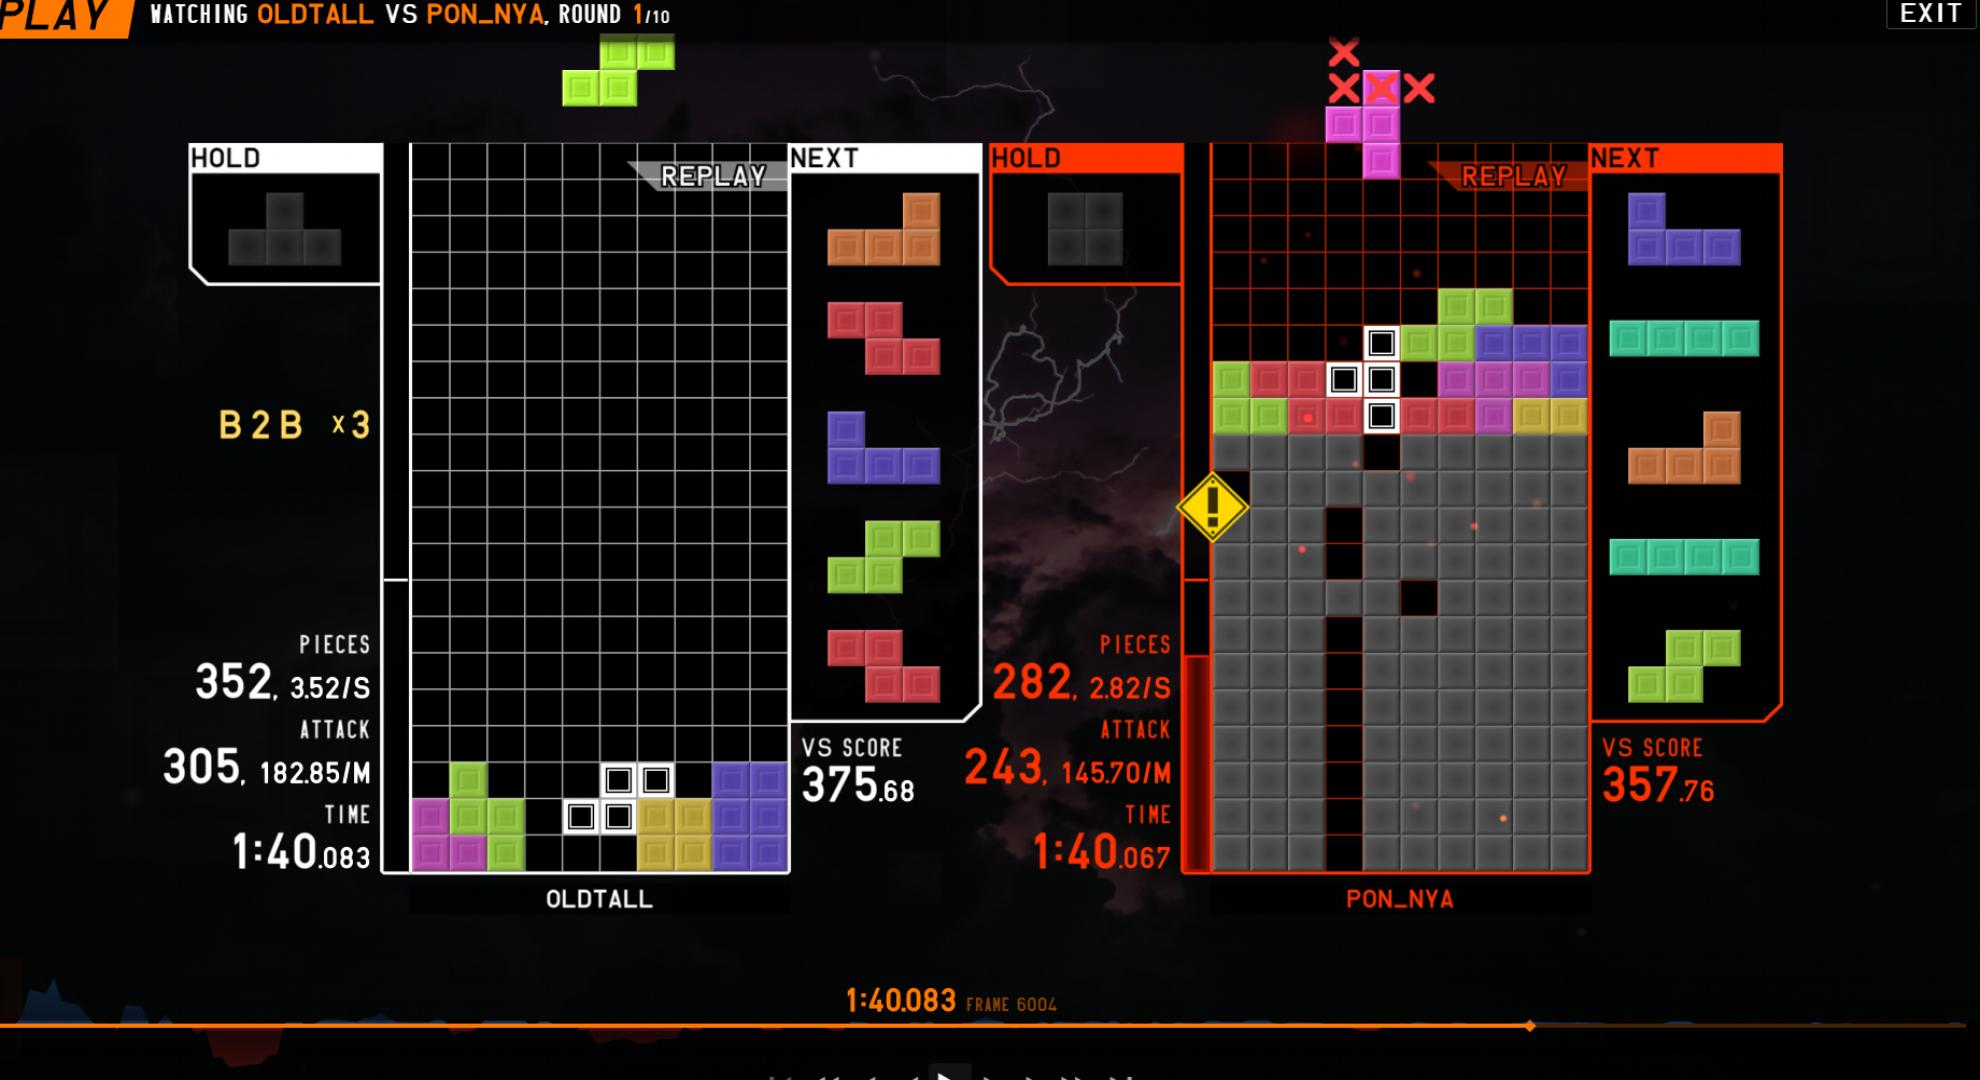 PLAY
WATCHING OLDTALL VS PON_NYA, ROUND 1/10
EXIT
HOLD
REPLAY
NEXT
B2B ×3
PIECES
352, 3.52/S
ATTACK
305, 182.85/M
TIME
1:40.083
VS SCORE
375.68
OLDTALL
HOLD
REPLAY
NEXT
!
PIECES
282, 2.82/S
ATTACK
243, 145.70/M
TIME
1:40.067
VS SCORE
357.76
PON_NYA
1:40.083 FRAME 6004